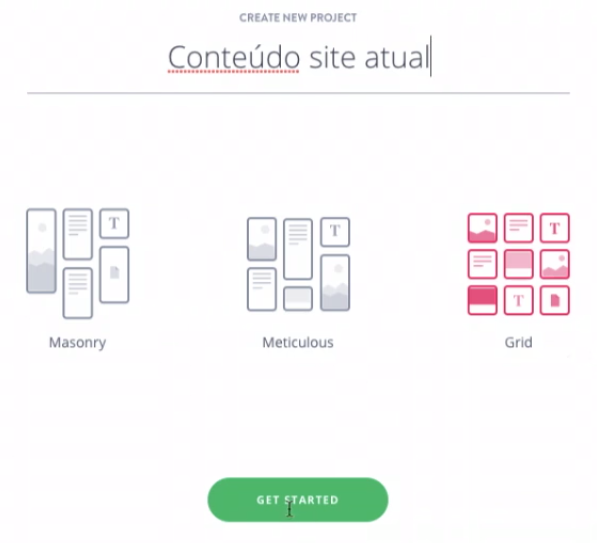 CREATE NEW PROJECT
Conteúdo site atual
T
T
T
T
Masonry
Meticulous
Grid
GET STARTED